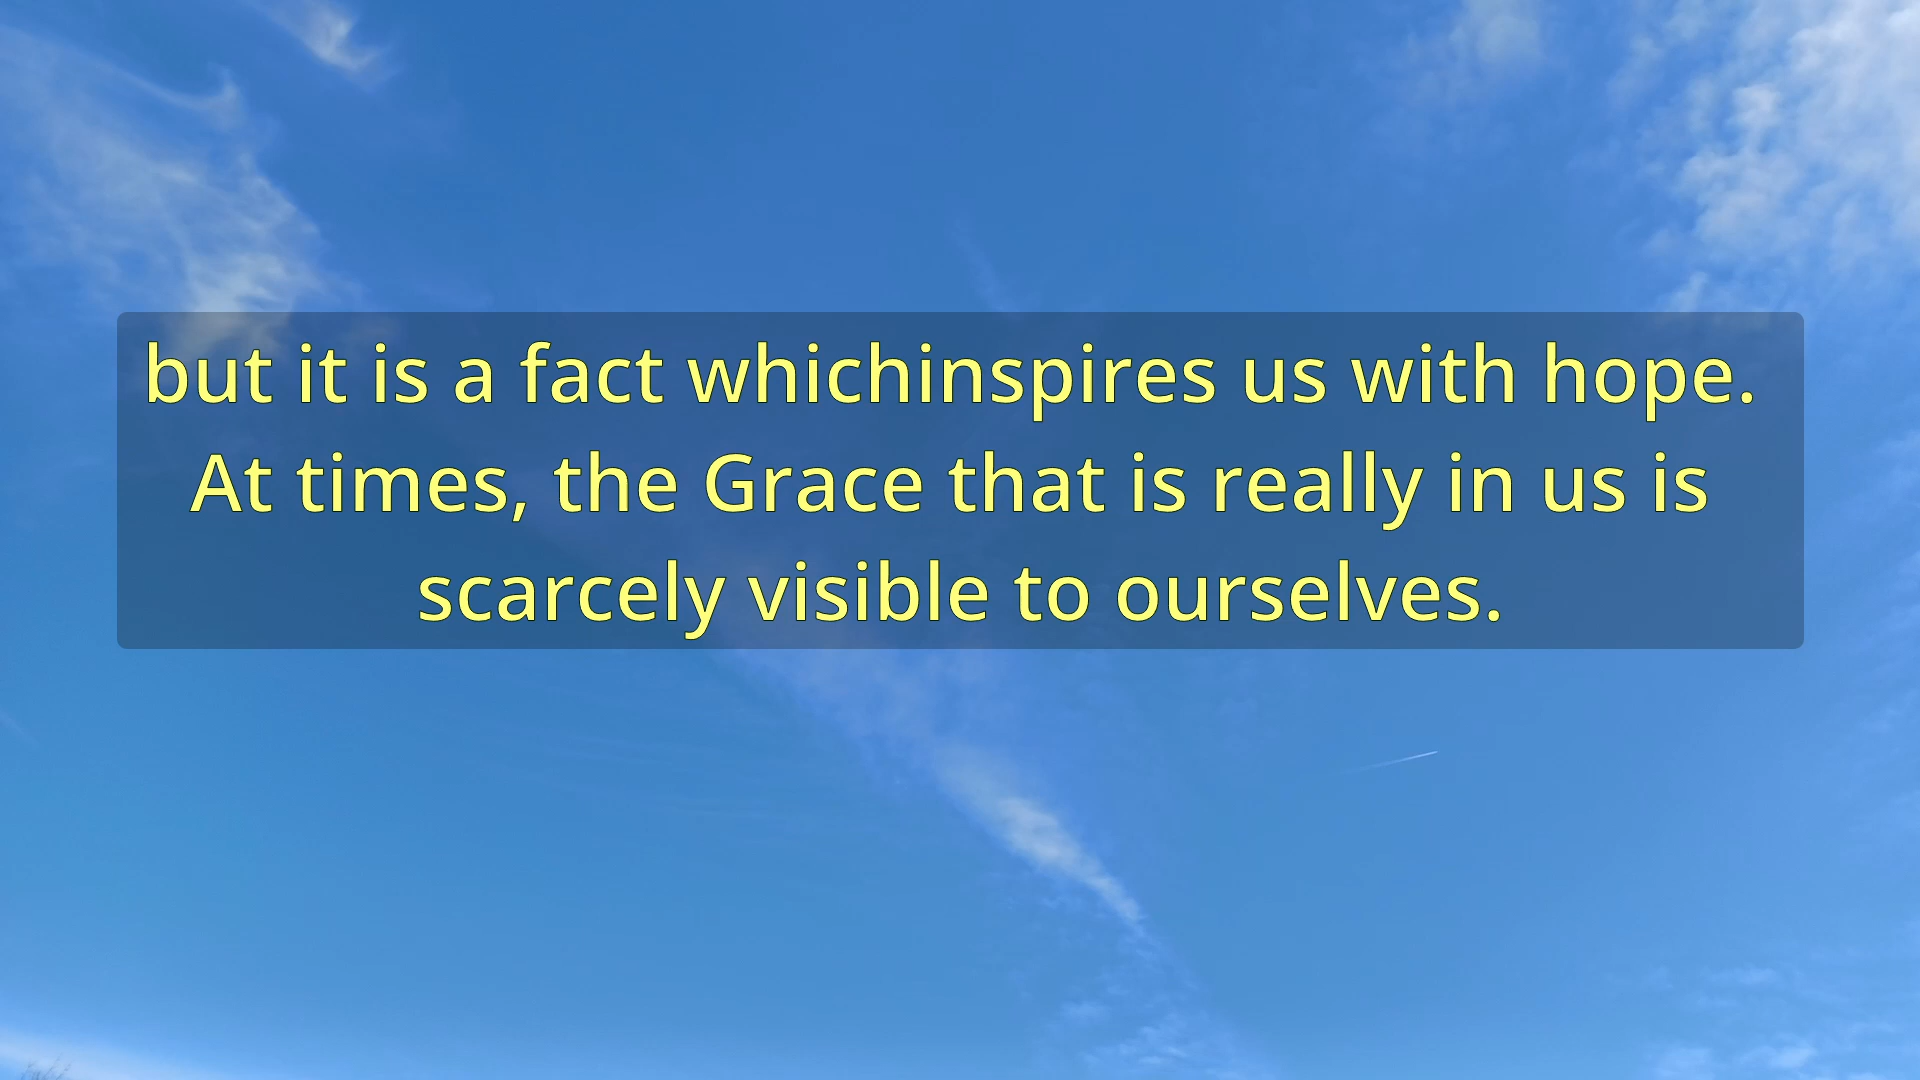 but it is a fact whichinspires us with hope.
At times, the Grace that is really in us is
scarcely visible to ourselves.